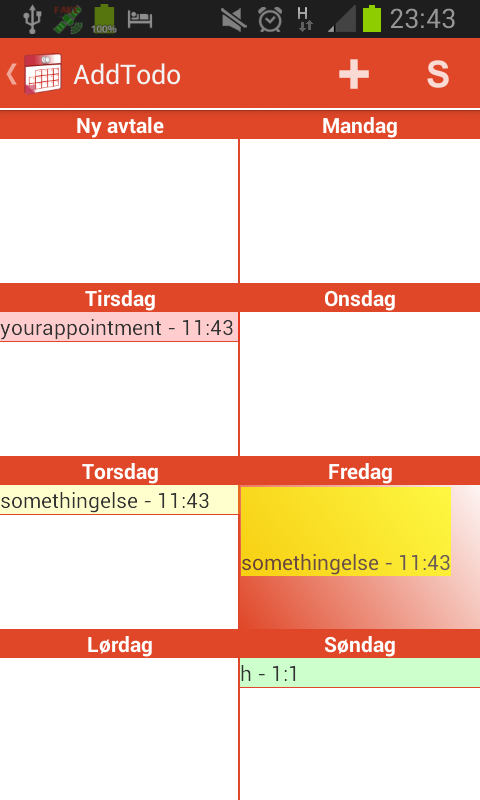 FAKE
100%
H
23:43
AddTodo
S
Ny avtale
Mandag
Tirsdag
Onsdag
yourappointment - 11:43
Torsdag
Fredag
somethingelse - 11:43
somethingelse - 11:43
Lørdag
Søndag
h - 1:1